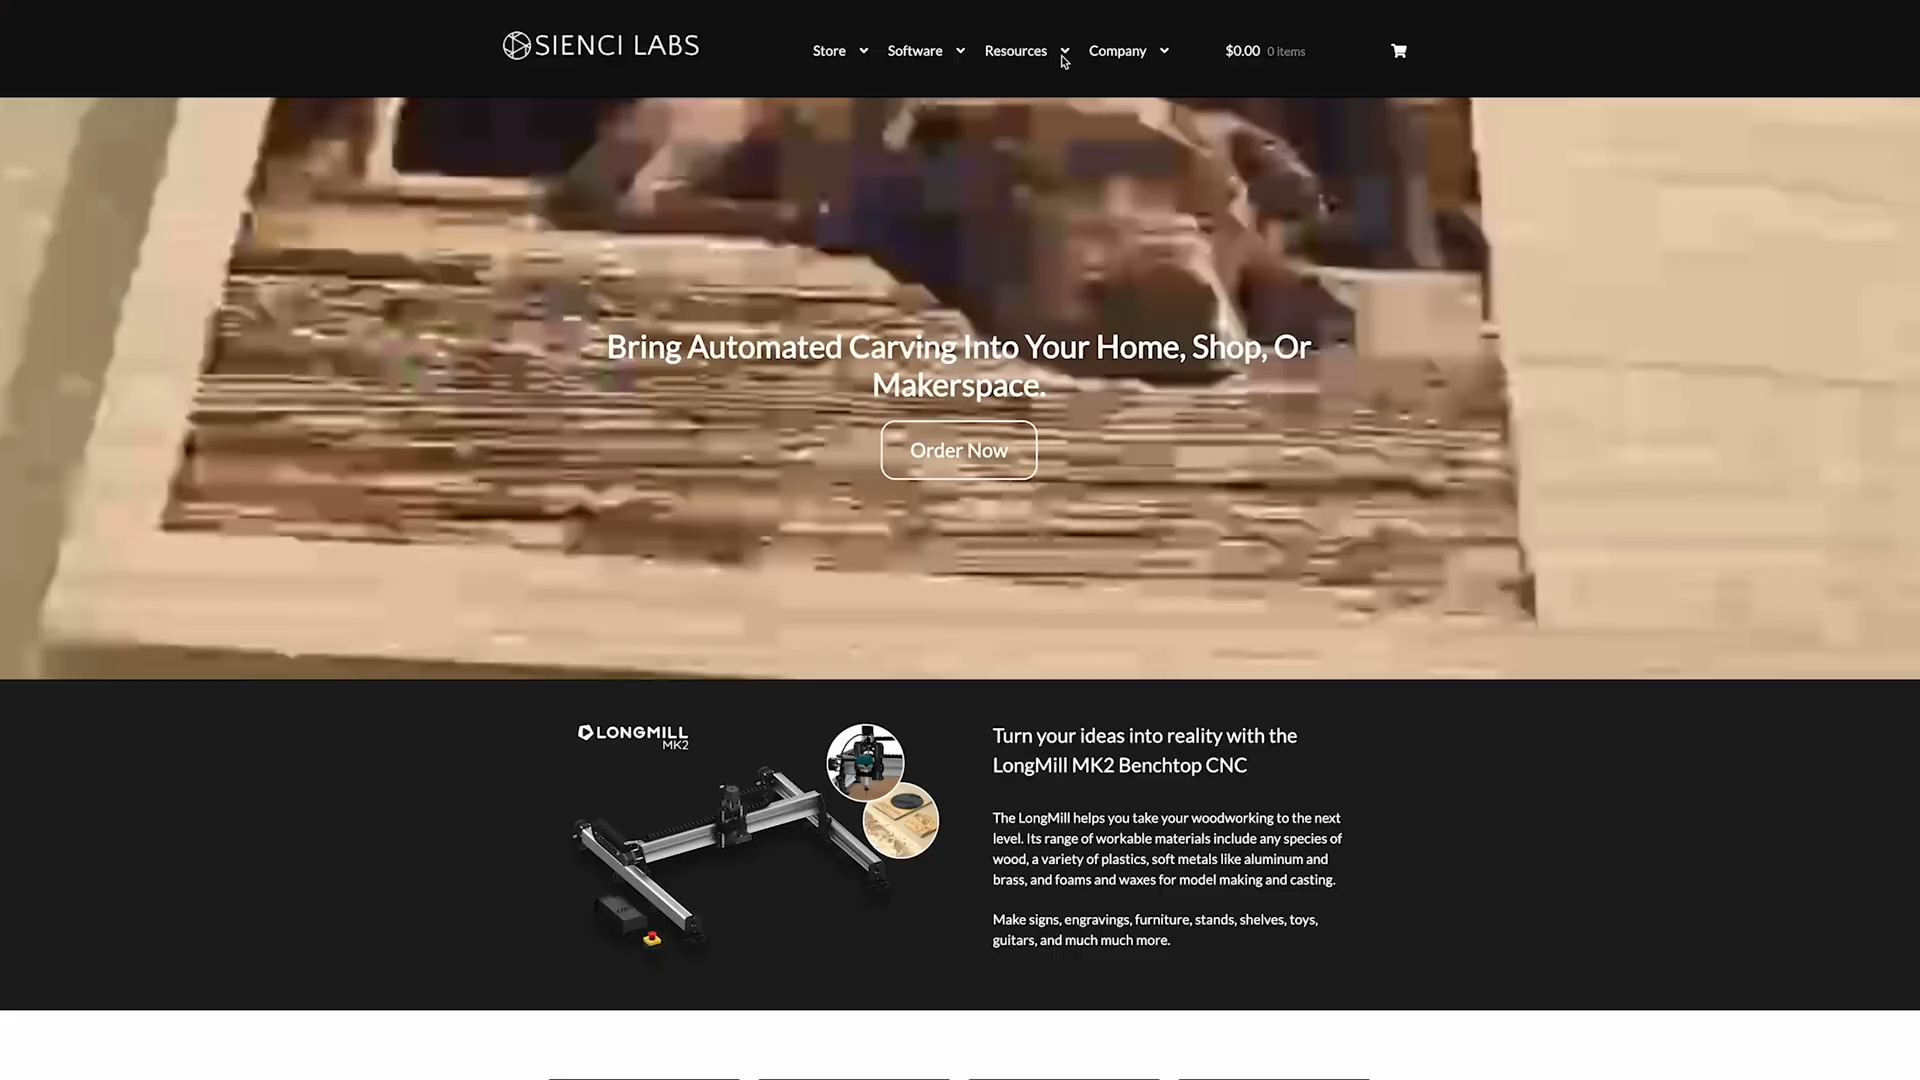 SIENCI LABS
Store
Software
Resources
Company
$0.00 0 items
Bring Automated Carving Into Your Home, Shop, Or
Makerspace.
Order Now
LONGMILL
MK2
Turn your ideas into reality with the
LongMill MK2 Benchtop CNC
The LongMill helps you take your woodworking to the next
level. Its range of workable materials include any species of
wood, a variety of plastics, soft metals like aluminum and
brass, and foams and waxes for model making and casting.
Make signs, engravings, furniture, stands, shelves, toys,
guitars, and much much more.